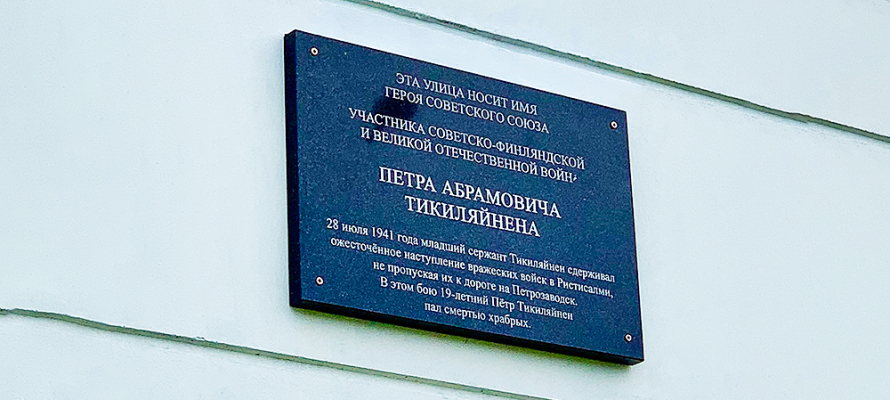 ЭТА УЛИЦА НОСИТ ИМЯ
ГЕРОЯ СОВЕТСКОГО СОЮЗА
УЧАСТНИКА СОВЕТСКО-ФИНЛЯНДСКОЙ
И ВЕЛИКОЙ ОТЕЧЕСТВЕННОЙ ВОЙН
ПЕТРА АБРАМОВИЧА
ТИКИЛЯЙНЕНА
28 июля 1941 года младший сержант Тикиляйнен сдерживал
ожесточённое наступление вражеских войск в Ристисалми,
не пропуская их к дороге на Петрозаводск.
В этом бою 19-летний Пётр Тикиляйнен
пал смертью храбрых.